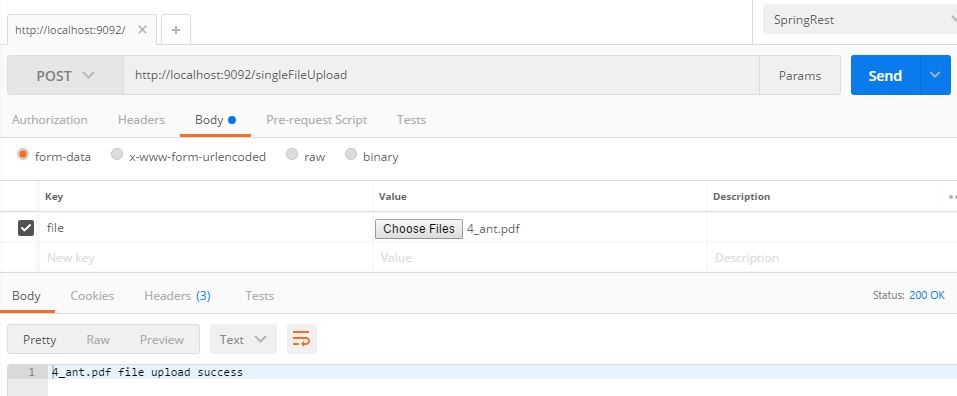 http://localhost:9092/ × + SpringRest
POST http://localhost:9092/singleFileUpload Params Send
Authorization Headers Body Pre-request Script Tests
form-data x-www-form-urlencoded raw binary
Key Value Description
file Choose Files 4_ant.pdf
New key Value Description
Body Cookies Headers (3) Tests Status: 200 OK
Pretty Raw Preview Text
1 4_ant.pdf file upload success